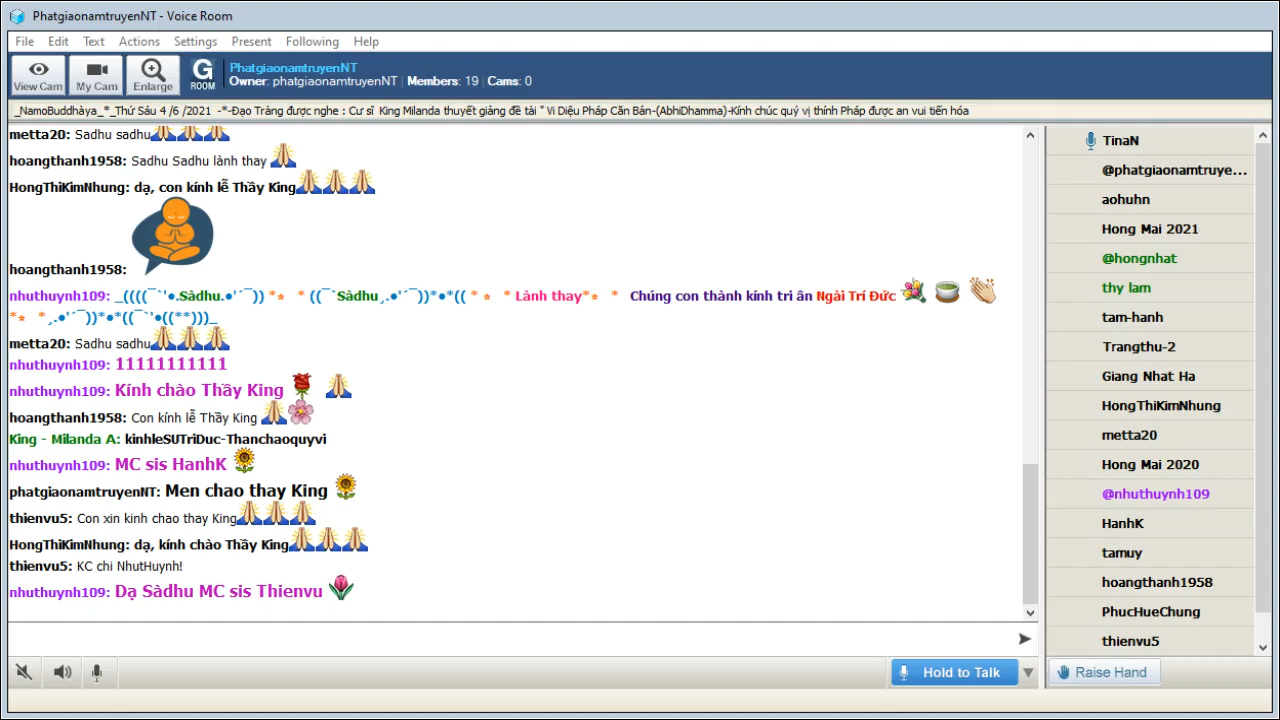 PhatgiaonamtruyenNT - Voice Room
File Edit Text Actions Settings Present Following Help
View Cam My Cam Enlarge G ROOM
PhatgiaonamtruyenNT
Owner: phatgiaonamtruyenNT | Members: 19 | Cams: 0
_NamoBuddhàya_*_Thứ Sáu 4 /6 /2021 -*-Đạo Tràng được nghe : Cư sĩ King Milanda thuyết giảng đề tài " Vi Diệu Pháp Căn Bản-(AbhiDhamma)-Kính chúc quý vị thính Pháp được an vui tiến hóa
metta20: Sadhu sadhu🙏🙏🙏
hoangthanh1958: Sadhu Sadhu lành thay 🙏
HongThiKimNhung: dạ, con kính lễ Thầy King🙏🙏🙏
hoangthanh1958:
nhuthuynh109: _((((¯`'•.Sàdhu.•'´¯)) *⭒ * ((¯`Sàdhu¸.•'´¯))*•*(( * ⭒ * Lành thay*⭒ * Chúng con thành kính tri ân Ngài Trí Đức 💐 🍵 👏
*⭒ *¸.•'´¯)*•*((¯`'•((**)))_
metta20: Sadhu sadhu🙏🙏🙏
nhuthuynh109: 11111111111
nhuthuynh109: Kính chào Thầy King 🌹 🙏
hoangthanh1958: Con kính lễ Thầy King 🙏🌸
King - Milanda A: kinhleSUTriDuc-Thanchaoquyvi
nhuthuynh109: MC sis HanhK 🌻
phatgiaonamtruyenNT: Men chao thay King 🌻
thienvu5: Con xin kinh chao thay King🙏🙏🙏
HongThiKimNhung: dạ, kính chào Thầy King🙏🙏🙏
thienvu5: KC chi NhutHuynh!
nhuthuynh109: Dạ Sàdhu MC sis Thienvu 🌷
TinaN
@phatgiaonamtruye...
aohuhn
Hong Mai 2021
@hongnhat
thy lam
tam-hanh
Trangthu-2
Giang Nhat Ha
HongThiKimNhung
metta20
Hong Mai 2020
@nhuthuynh109
HanhK
tamuy
hoangthanh1958
PhucHueChung
thienvu5
Hold to Talk
Raise Hand